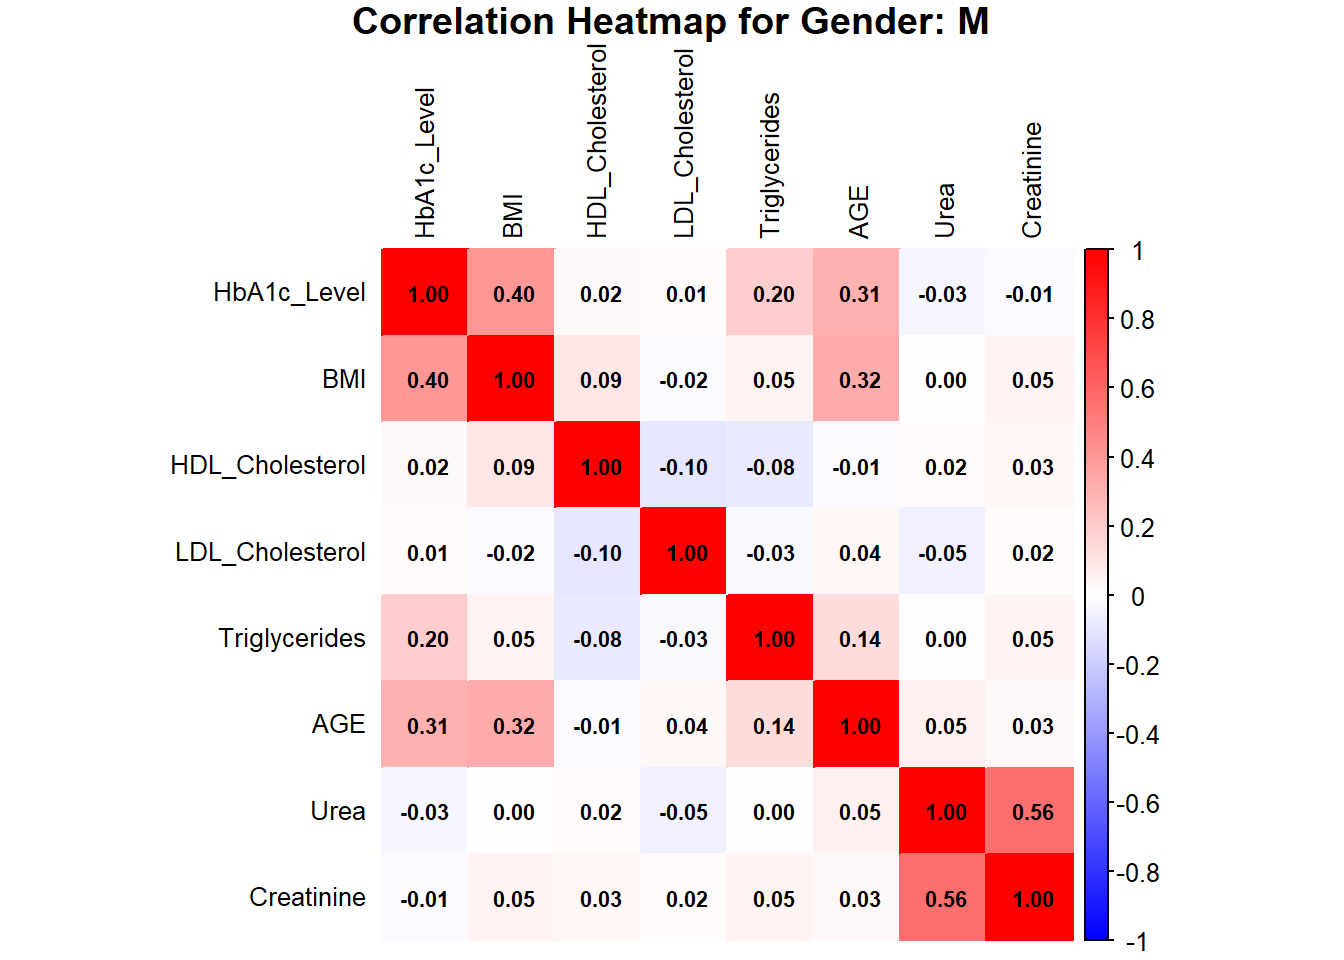 Correlation Heatmap for Gender: M
HbA1c_Level BMI HDL_Cholesterol LDL_Cholesterol Triglycerides AGE Urea Creatinine
HbA1c_Level 1.00 0.40 0.02 0.01 0.20 0.31 -0.03 -0.01
BMI 0.40 1.00 0.09 -0.02 0.05 0.32 0.00 0.05
HDL_Cholesterol 0.02 0.09 1.00 -0.10 -0.08 -0.01 0.02 0.03
LDL_Cholesterol 0.01 -0.02 -0.10 1.00 -0.03 0.04 -0.05 0.02
Triglycerides 0.20 0.05 -0.08 -0.03 1.00 0.14 0.00 0.05
AGE 0.31 0.32 -0.01 0.04 0.14 1.00 0.05 0.03
Urea -0.03 0.00 0.02 -0.05 0.00 0.05 1.00 0.56
Creatinine -0.01 0.05 0.03 0.02 0.05 0.03 0.56 1.00
1
0.8
0.6
0.4
0.2
0
-0.2
-0.4
-0.6
-0.8
-1